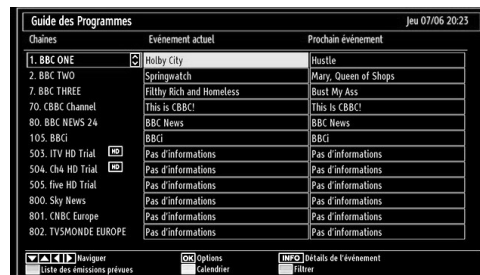 Guide des Programmes Jeu 07/06 20:23
Chaines Evénement actuel Prochain événement
1. BBC ONE Holby City Hustle
2. BBC TWO Springwatch Mary, Queen of Shops
7. BBC THREE Filthy Rich and Homeless Bust My Ass
70. CBBC Channel This is CBBC! This Is CBBC!
80. BBC NEWS 24 BBC News BBC News
105. BBCi BBCi BBCi
503. ITV HD Trial HD Pas d'informations Pas d'informations
504. Ch4 HD Trial HD Pas d'informations Pas d'informations
505. five HD Trial Pas d'informations Pas d'informations
800. Sky News Pas d'informations Pas d'informations
801. CNBC Europe Pas d'informations Pas d'informations
802. TV5MONDE EUROPE Pas d'informations Pas d'informations
Naviguer OK Options INFO Détails de l'événement
Liste des émissions prévues Calendrier Filtrer